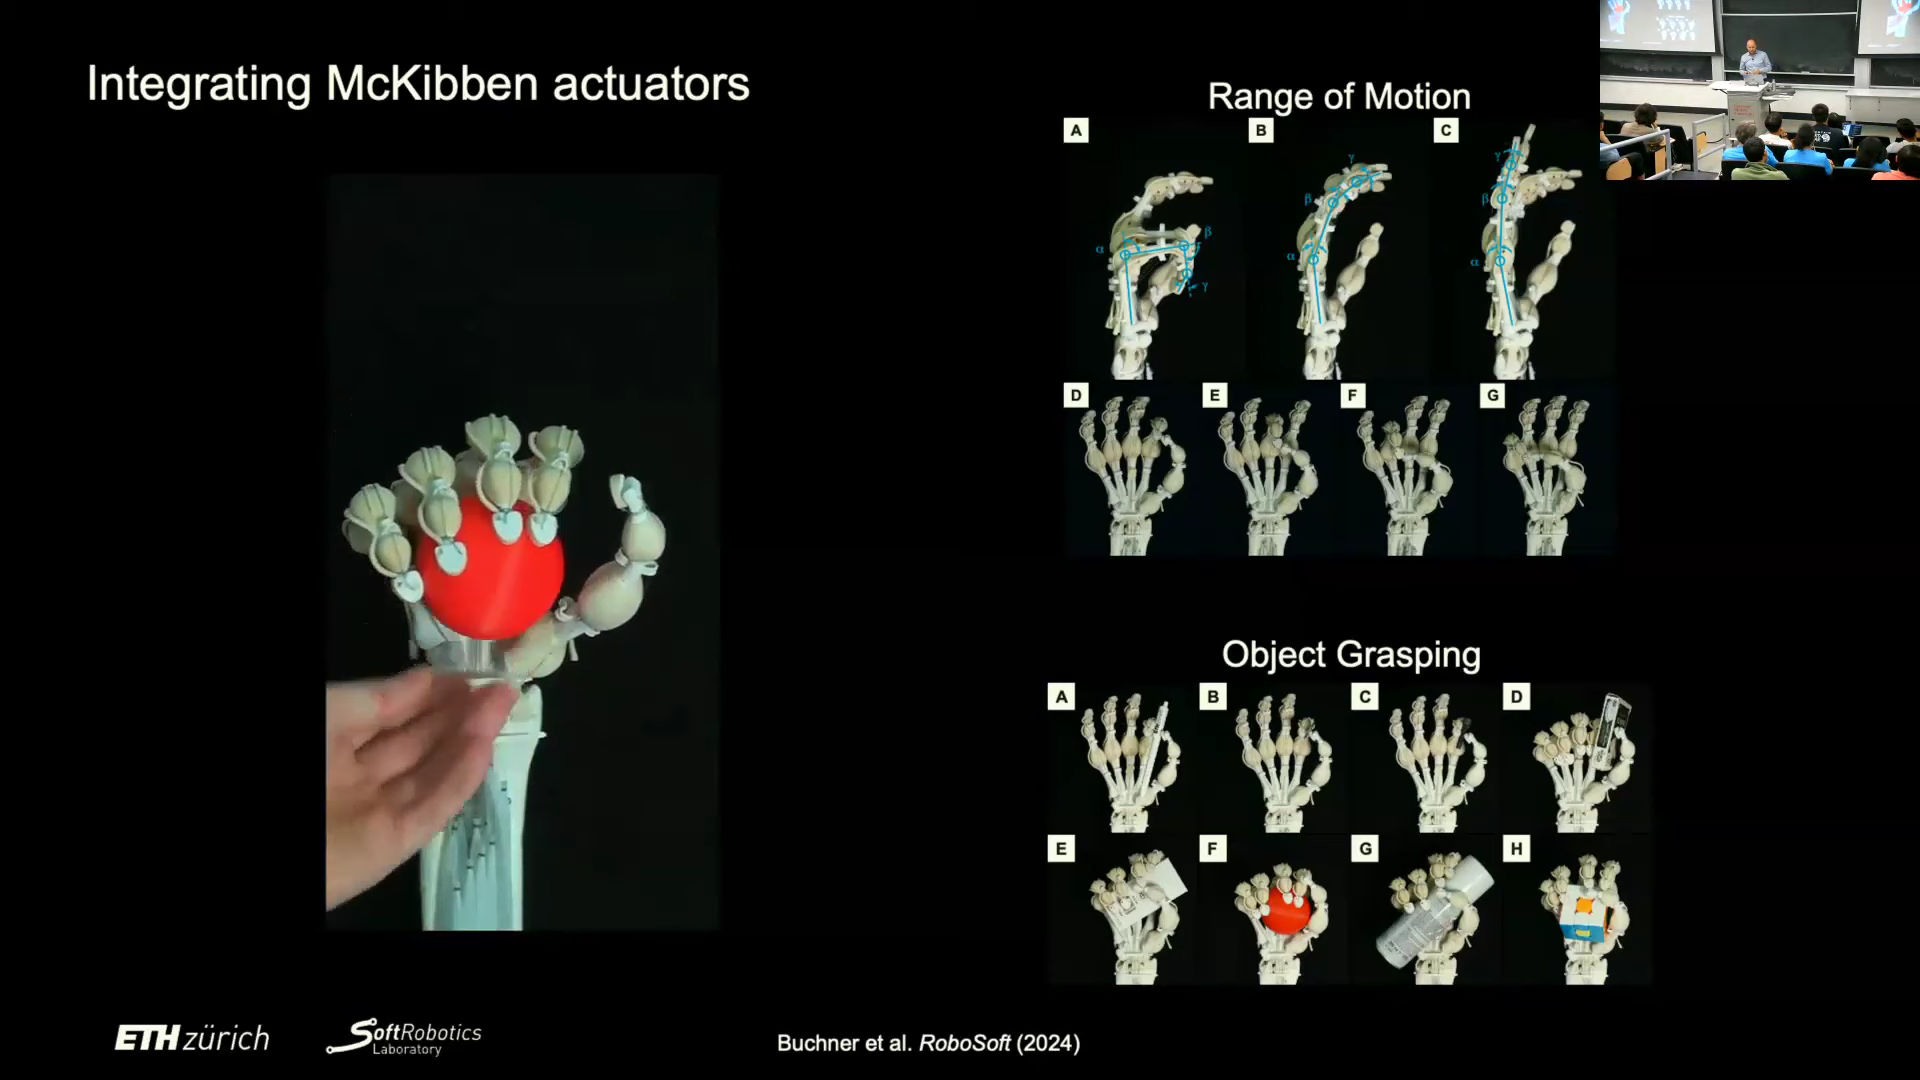 Integrating McKibben actuators
Range of Motion
A
B
C
α
β
γ
α
β
γ
α
β
γ
D
E
F
G
Object Grasping
A
B
C
D
E
F
G
H
ETH zürich
SoftRobotics
Laboratory
Buchner et al. RoboSoft (2024)